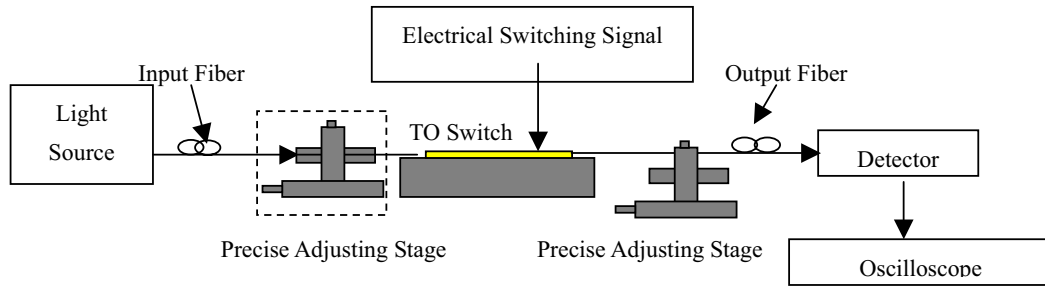 Electrical Switching Signal
Input Fiber
Output Fiber
Light
Source
TO Switch
Detector
Precise Adjusting Stage
Precise Adjusting Stage
Oscilloscope